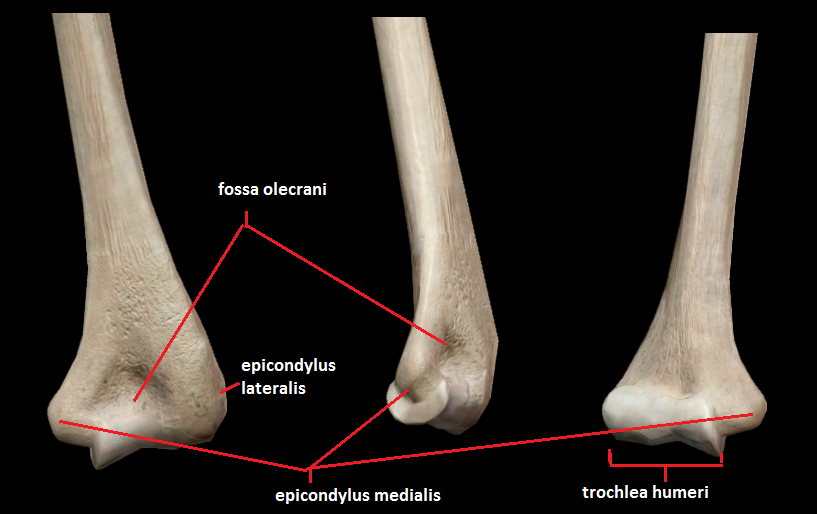 fossa olecrani
epicondylus
lateralis
epicondylus medialis
trochlea humeri